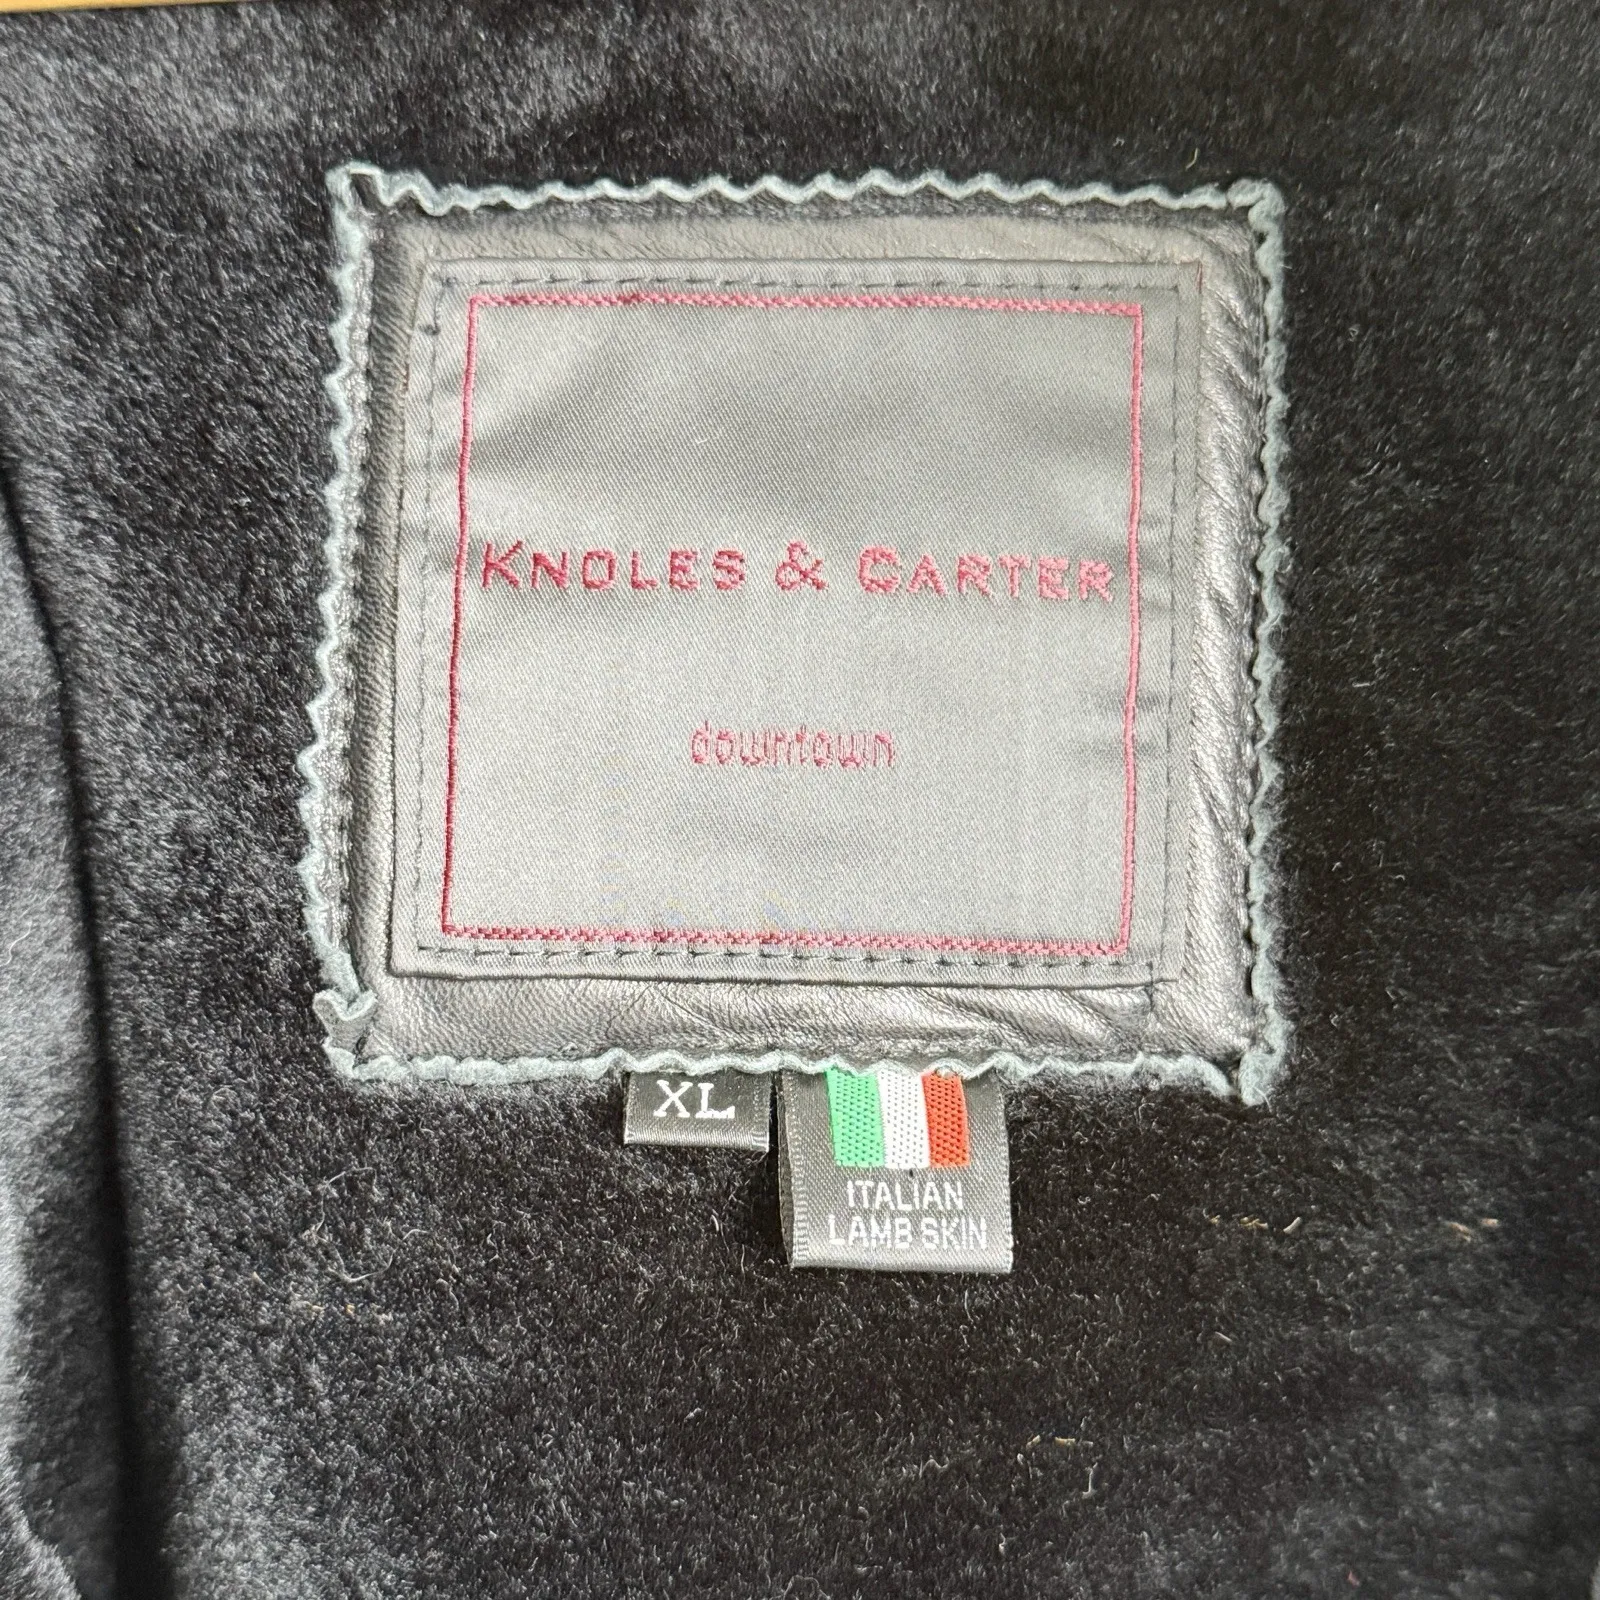 KNOLES & CARTER
downtown
XL
ITALIAN
LAMB SKIN